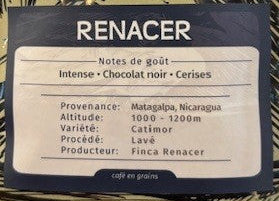 RENACER
Notes de goût
Intense • Chocolat noir • Cerises
Provenance: Matagalpa, Nicaragua
Altitude: 1000 - 1200m
Variété: Catimor
Procédé: Lavé
Producteur: Finca Renacer
café en grains